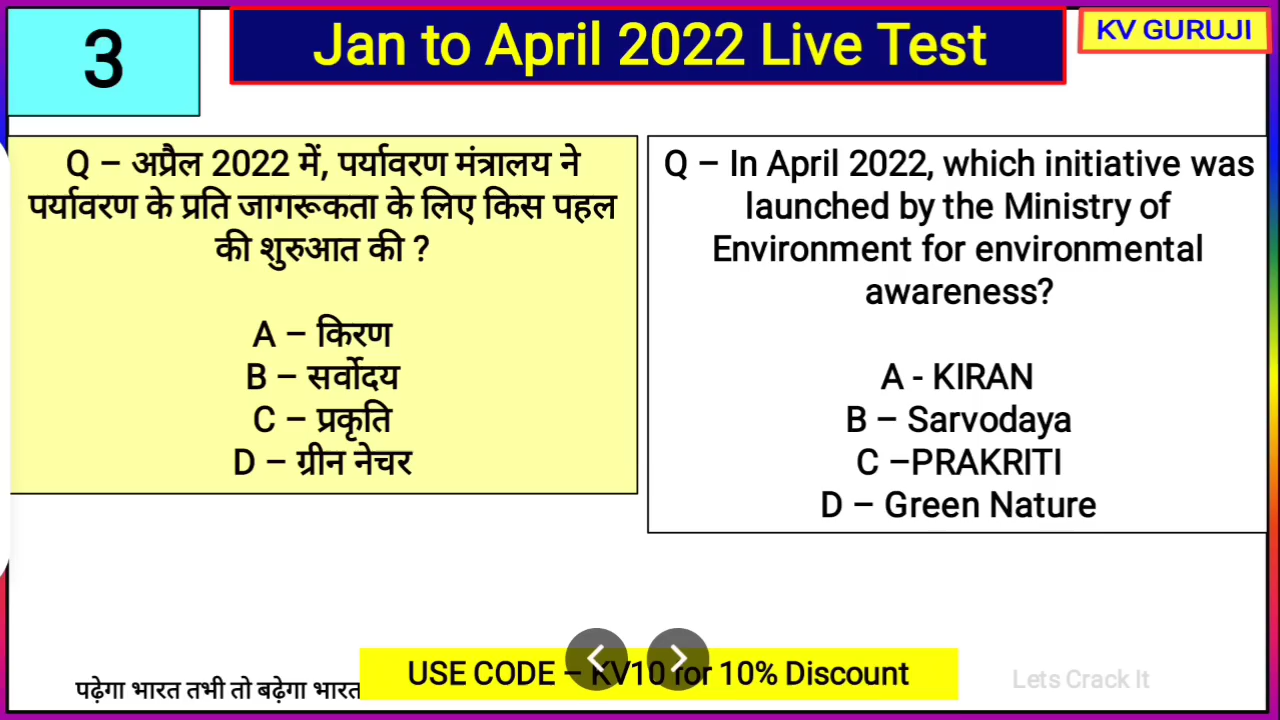 3
Jan to April 2022 Live Test
KV GURUJI
Q – अप्रैल 2022 में, पर्यावरण मंत्रालय ने
पर्यावरण के प्रति जागरूकता के लिए किस पहल
की शुरुआत की ?
A – किरण
B – सर्वोदय
C – प्रकृति
D – ग्रीन नेचर
Q – In April 2022, which initiative was
launched by the Ministry of
Environment for environmental
awareness?
A - KIRAN
B – Sarvodaya
C –PRAKRITI
D – Green Nature
पढ़ेगा भारत तभी तो बढ़ेगा भारत
USE CODE – KV10 for 10% Discount
Lets Crack It